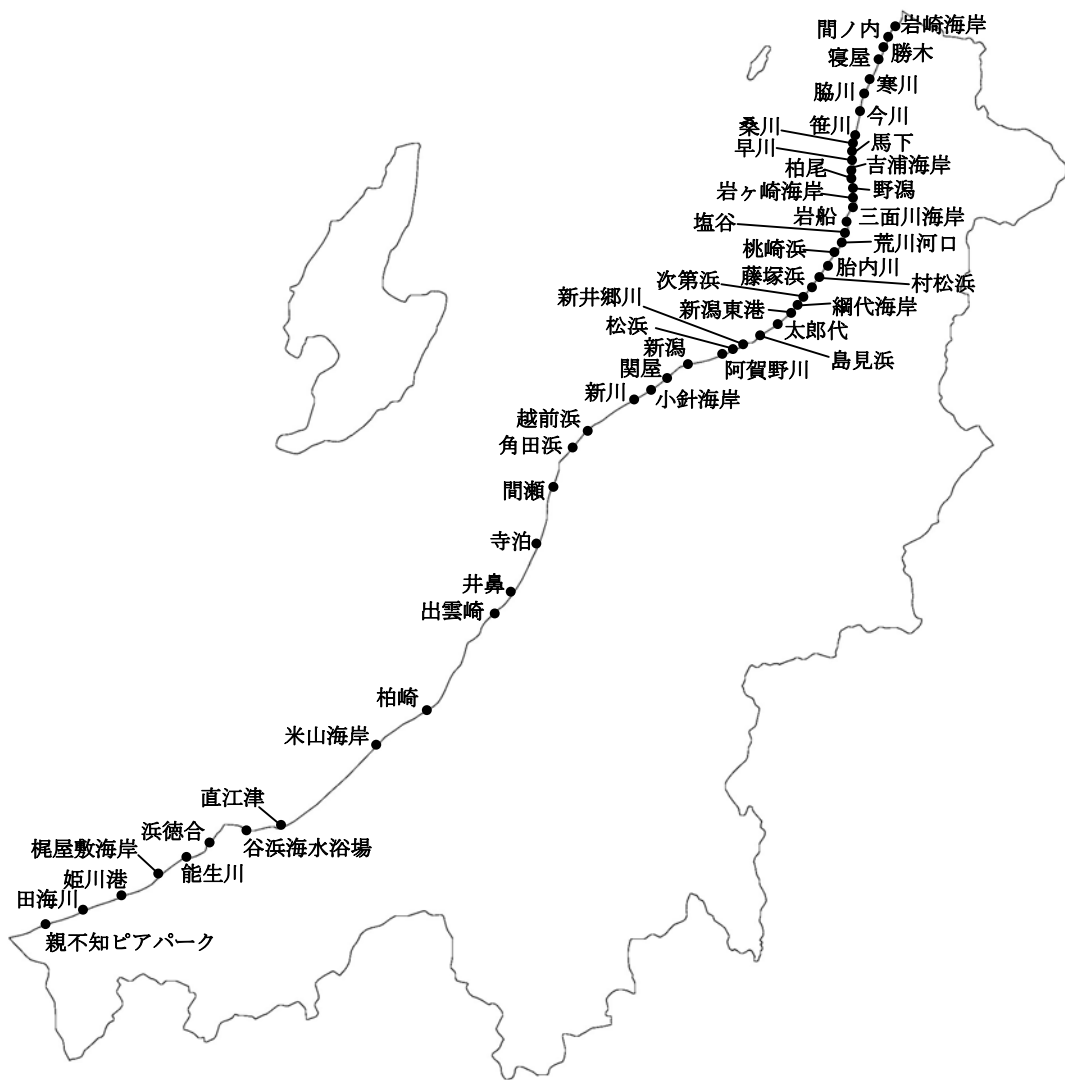 岩崎海岸
間ノ内
勝木
寝屋
寒川
脇川
今川
笹川
桑川
馬下
早川
吉浦海岸
柏尾
野潟
岩ヶ崎海岸
三面川海岸
岩船
塩谷
荒川河口
桃崎浜
胎内川
村松浜
藤塚浜
次第浜
網代海岸
新潟東港
太郎代
島見浜
新井郷川
松浜
阿賀野川
新潟
関屋
小針海岸
新川
越前浜
角田浜
間瀬
寺泊
井鼻
出雲崎
柏崎
米山海岸
直江津
谷浜海水浴場
浜徳合
能生川
梶屋敷海岸
姫川港
田海川
親不知ピアパーク